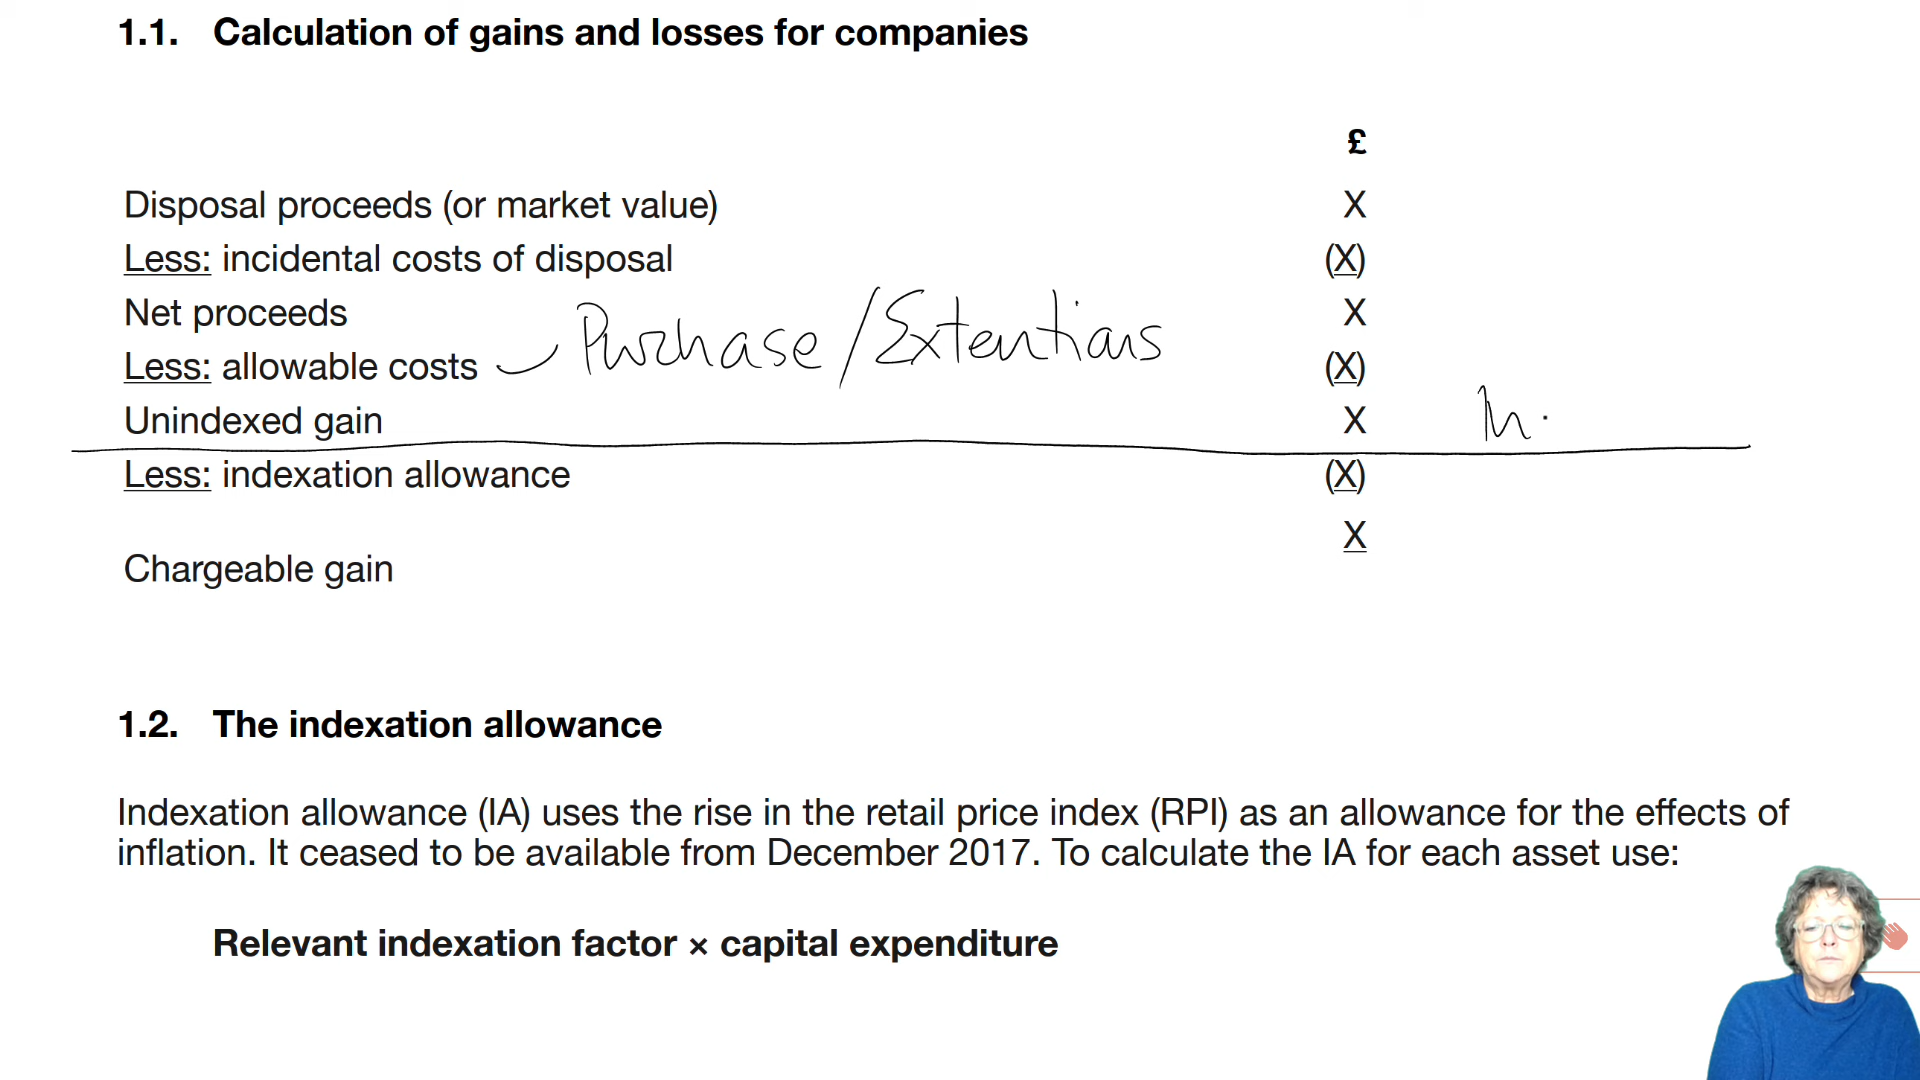 1.1. Calculation of gains and losses for companies
£
Disposal proceeds (or market value) X
Less: incidental costs of disposal (X)
Net proceeds X
Purchase/Extentions
Less: allowable costs (X)
Unindexed gain X
Less: indexation allowance (X)
X
Chargeable gain
1.2. The indexation allowance
Indexation allowance (IA) uses the rise in the retail price index (RPI) as an allowance for the effects of
inflation. It ceased to be available from December 2017. To calculate the IA for each asset use:
Relevant indexation factor × capital expenditure